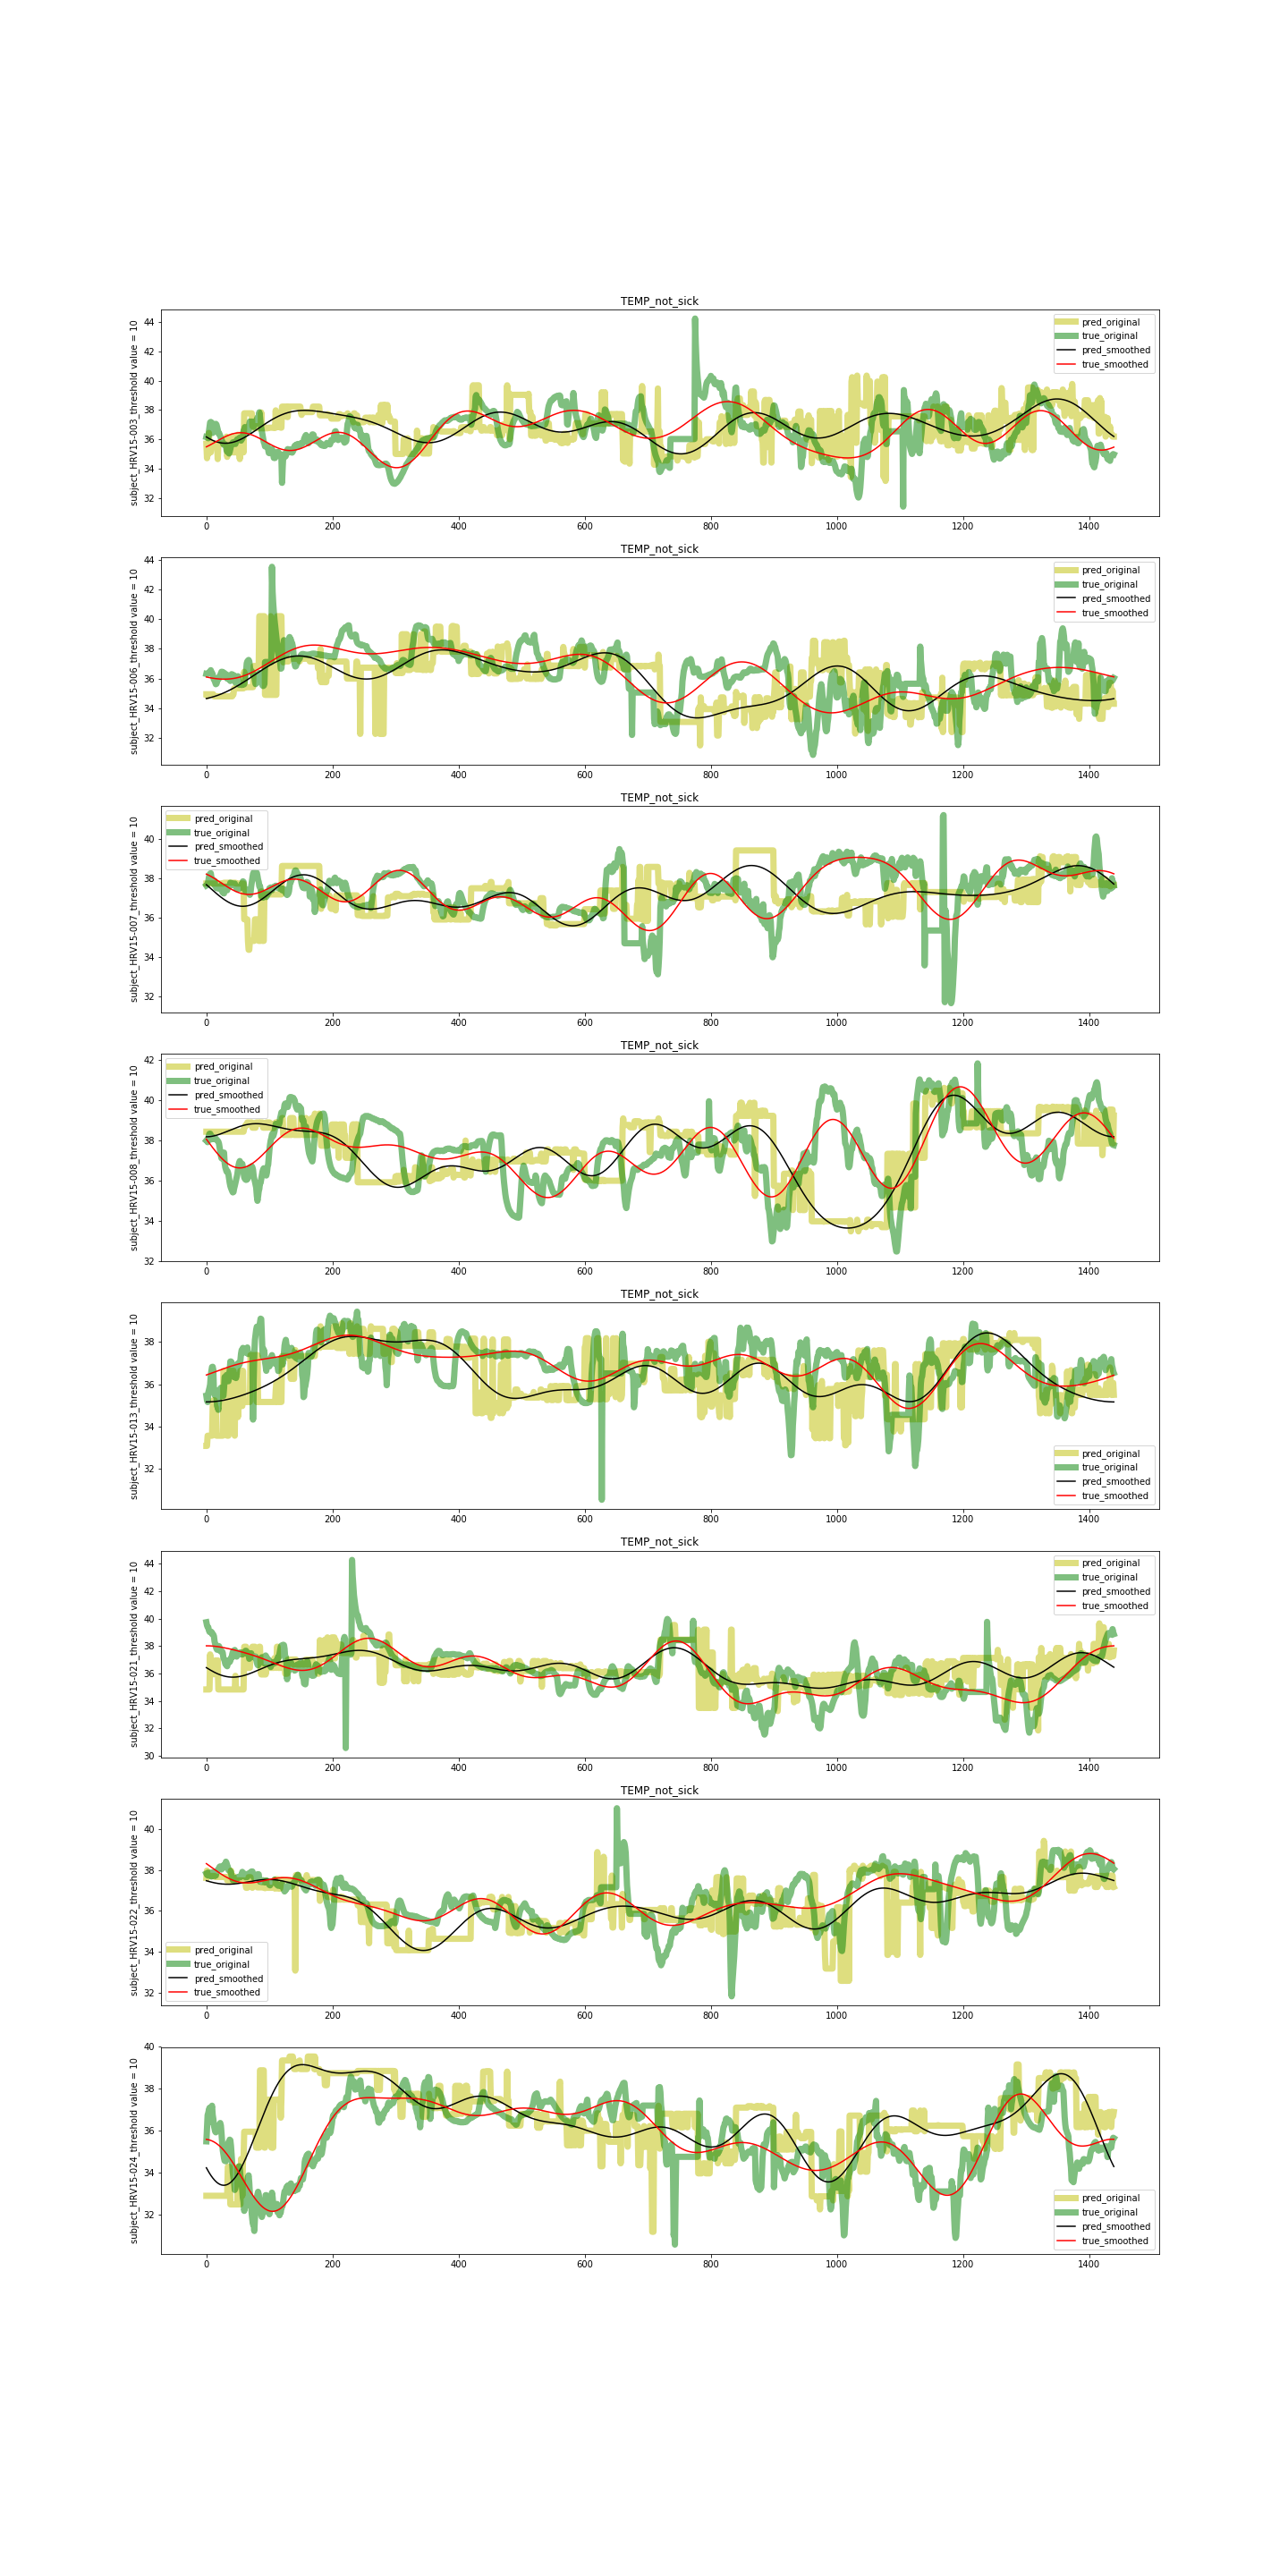 TEMP_not_sick
subject_HRV15-003_threshold value = 10
44
42
40
38
36
34
32
pred_original
true_original
pred_smoothed
true_smoothed
0 200 400 600 800 1000 1200 1400
TEMP_not_sick
subject_HRV15-006_threshold value = 10
44
42
40
38
36
34
32
pred_original
true_original
pred_smoothed
true_smoothed
0 200 400 600 800 1000 1200 1400
TEMP_not_sick
subject_HRV15-007_threshold value = 10
40
38
36
34
32
pred_original
true_original
pred_smoothed
true_smoothed
0 200 400 600 800 1000 1200 1400
TEMP_not_sick
subject_HRV15-008_threshold value = 10
42
40
38
36
34
32
pred_original
true_original
pred_smoothed
true_smoothed
0 200 400 600 800 1000 1200 1400
TEMP_not_sick
subject_HRV15-013_threshold value = 10
38
36
34
32
pred_original
true_original
pred_smoothed
true_smoothed
0 200 400 600 800 1000 1200 1400
TEMP_not_sick
subject_HRV15-021_threshold value = 10
44
42
40
38
36
34
32
30
pred_original
true_original
pred_smoothed
true_smoothed
0 200 400 600 800 1000 1200 1400
TEMP_not_sick
subject_HRV15-022_threshold value = 10
40
38
36
34
32
pred_original
true_original
pred_smoothed
true_smoothed
0 200 400 600 800 1000 1200 1400
subject_HRV15-024_threshold value = 10
40
38
36
34
32
pred_original
true_original
pred_smoothed
true_smoothed
0 200 400 600 800 1000 1200 1400